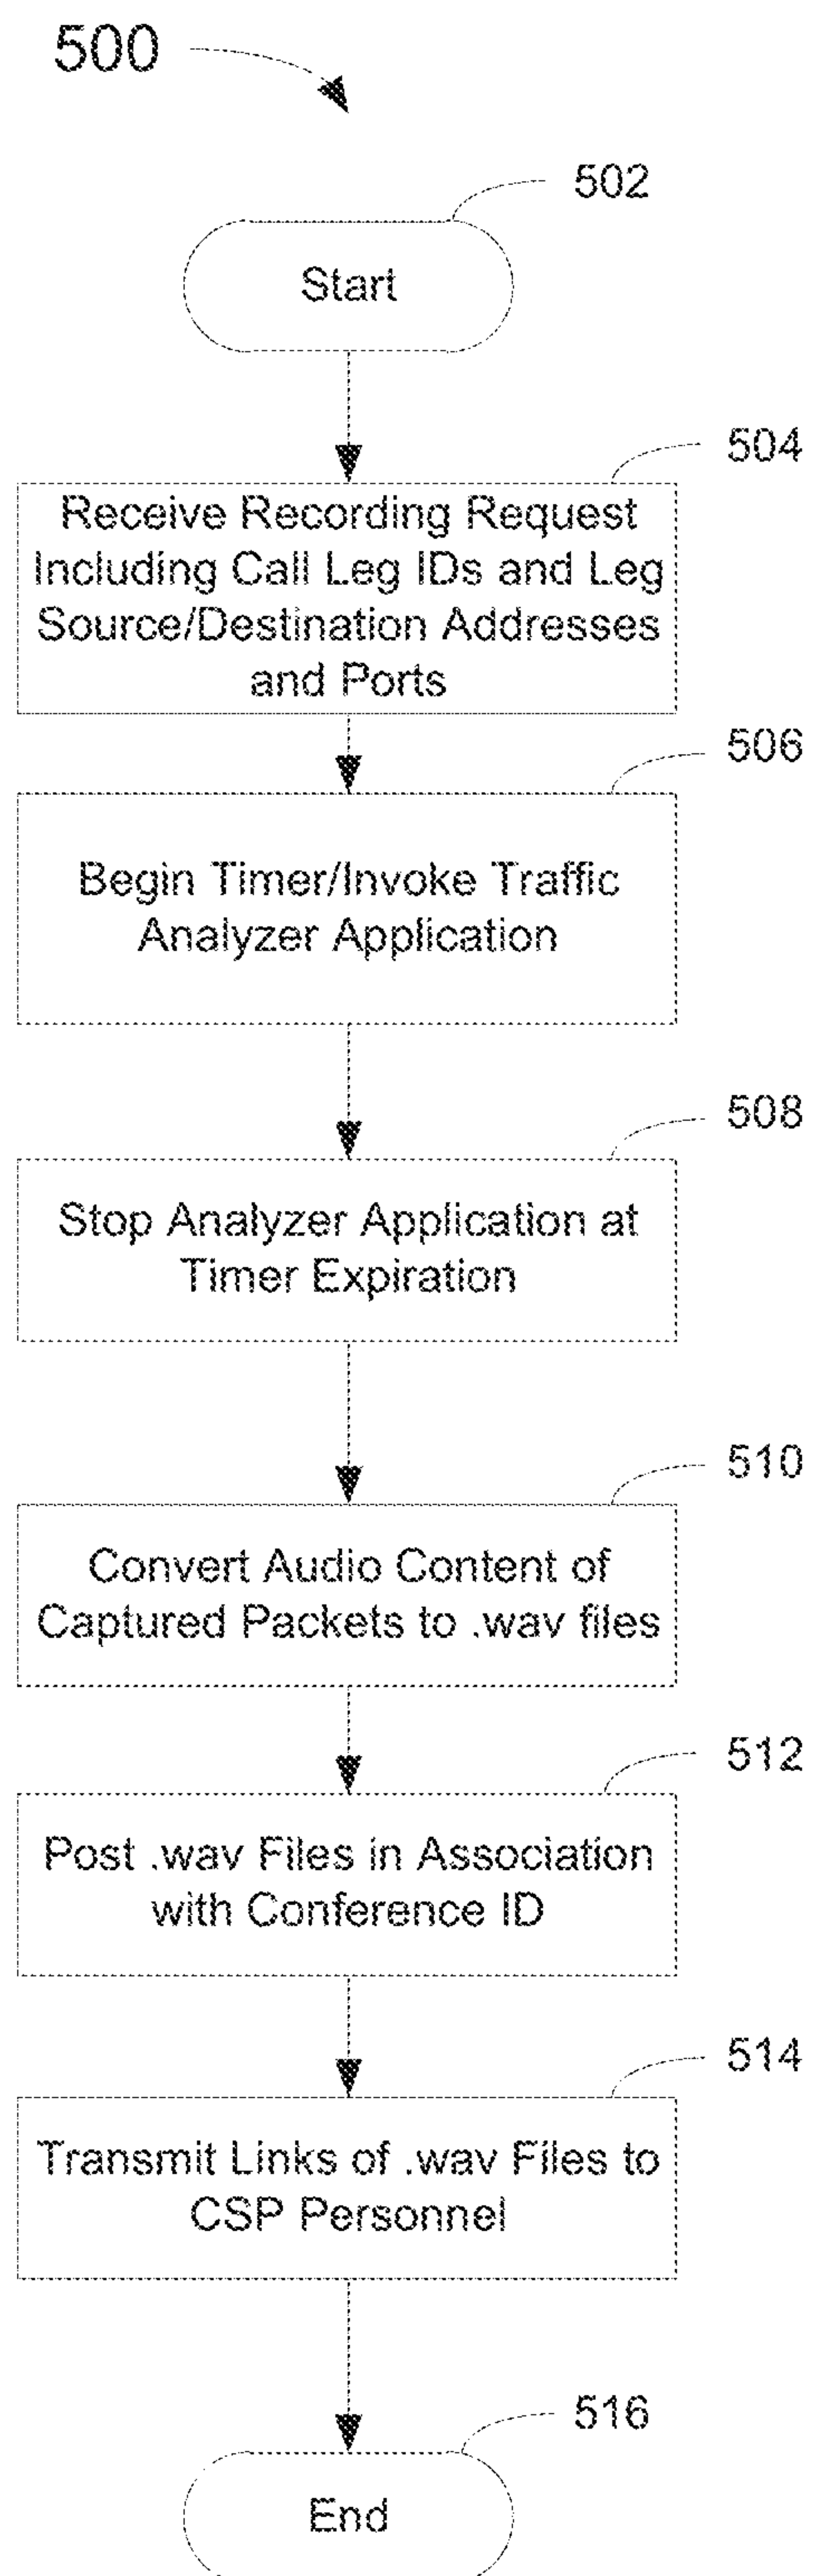 500
502
Start
504
Receive Recording Request
Including Call Leg IDs and Leg
Source/Destination Addresses
and Ports
506
Begin Timer/Invoke Traffic
Analyzer Application
508
Stop Analyzer Application at
Timer Expiration
510
Convert Audio Content of
Captured Packets to .wav files
512
Post .wav Files in Association
with Conference ID
514
Transmit Links of .wav Files to
CSP Personnel
516
End